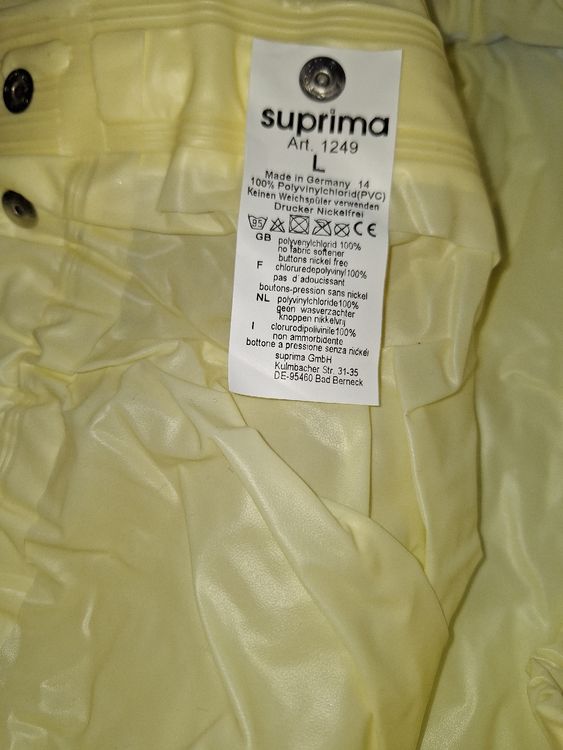 suprima
Art. 1249
L
Made in Germany 14
100% Polyvinylchlorid(PVC)
Keinen Weichspüler verwenden
Drucker Nickelfrei
95 CE
GB polyvenylchlorid 100%
no fabric softener
buttons nickel free
F chloruredepolyvinyl100%
pas d'adoucissant
boutons-pression sans nickel
NL polyvinylchloride100%
geen wasverzachter
knoppen nikkelvrij
I clorurodipolivinile100%
non ammorbidente
bottone a pressione senza nickel
suprima GmbH
Kulmbacher Str. 31-35
DE-95460 Bad Berneck